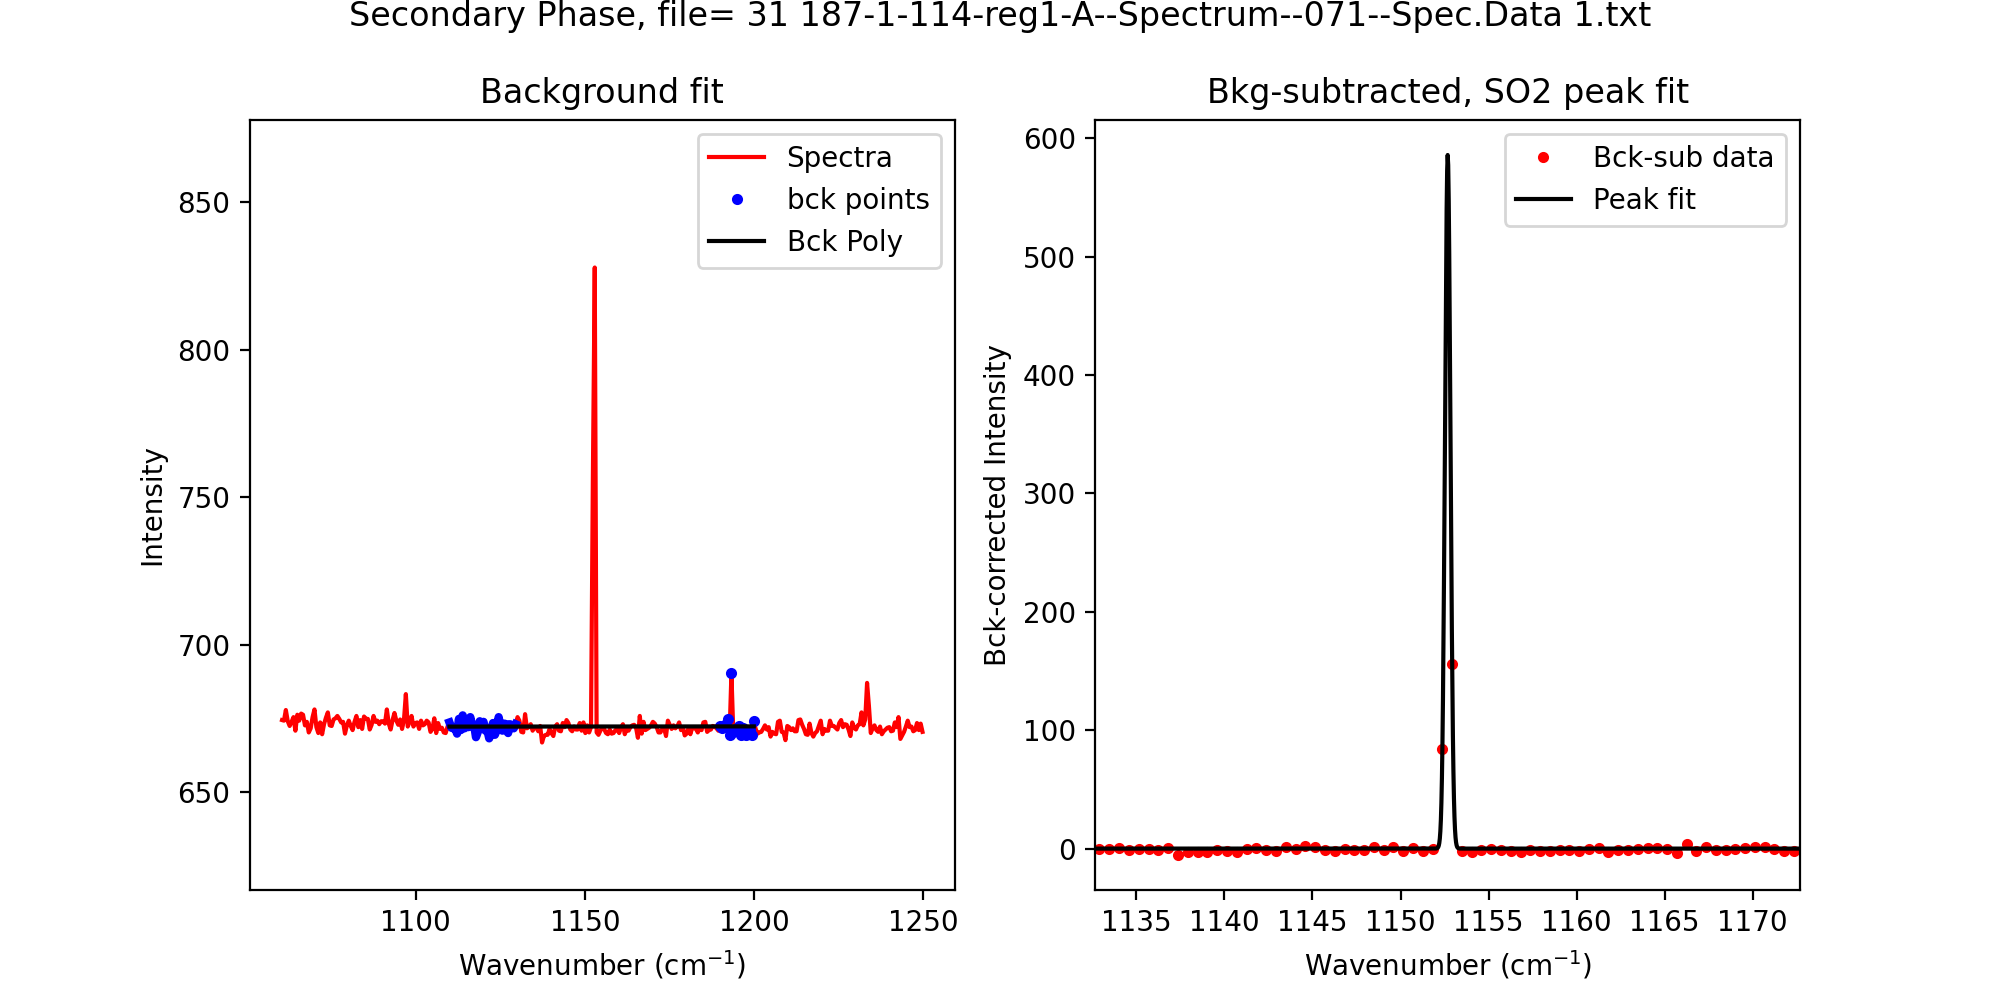 Secondary Phase, file= 31 187-1-114-reg1-A--Spectrum--071--Spec.Data 1.txt
Background fit
Spectra
bck points
Bck Poly
850
800
750
700
650
Intensity
1100 1150 1200 1250
Wavenumber (cm⁻¹)
Bkg-subtracted, SO2 peak fit
Bck-sub data
Peak fit
600
500
400
300
200
100
0
Bck-corrected Intensity
1135 1140 1145 1150 1155 1160 1165 1170
Wavenumber (cm⁻¹)